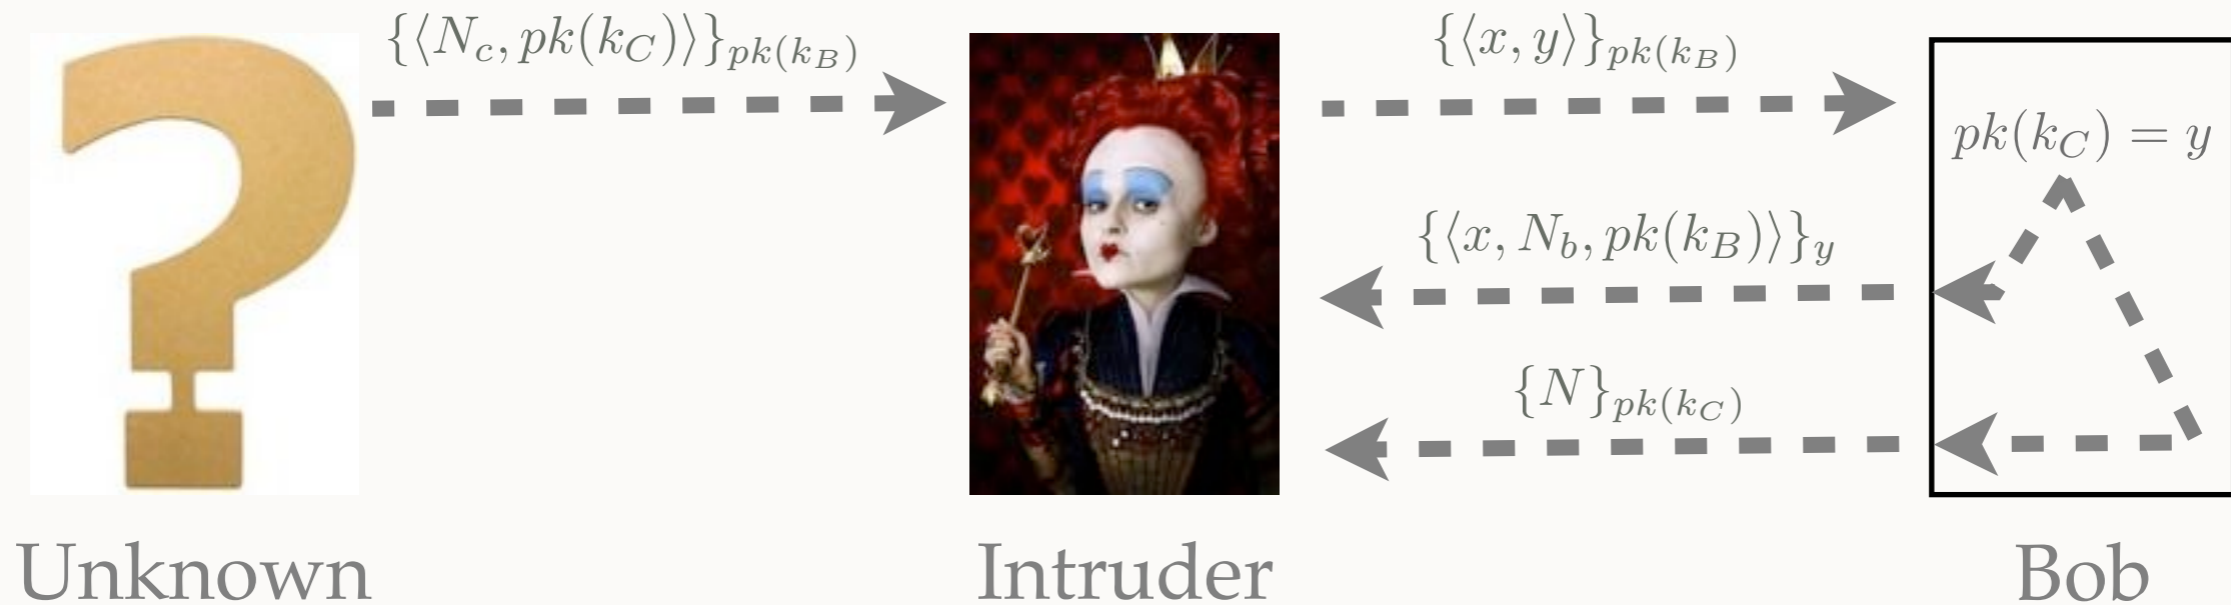 {⟨N_c, pk(k_C)⟩}_{pk(k_B)}
{⟨x, y⟩}_{pk(k_B)}
pk(k_C) = y
{⟨x, N_b, pk(k_B)⟩}_y
{N}_{pk(k_C)}
Unknown Intruder Bob